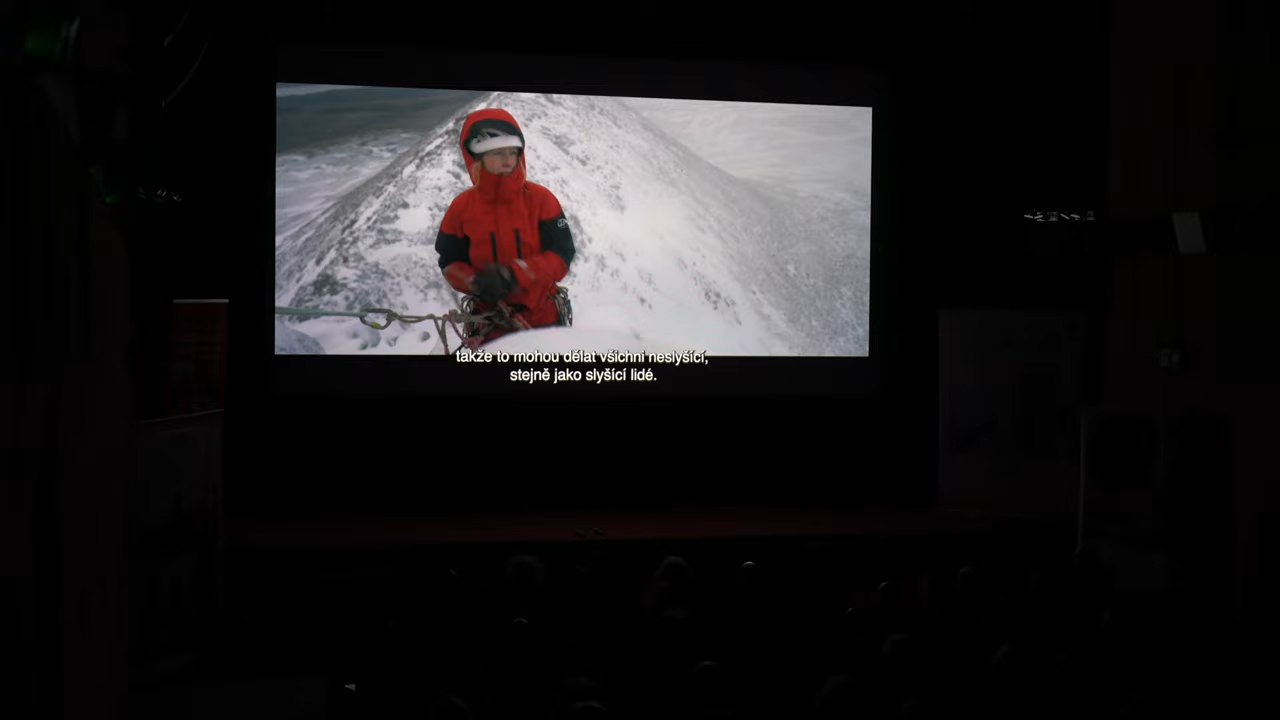 takže to mohou dělat všichni neslyšící,
stejně jako slyšící lidé.